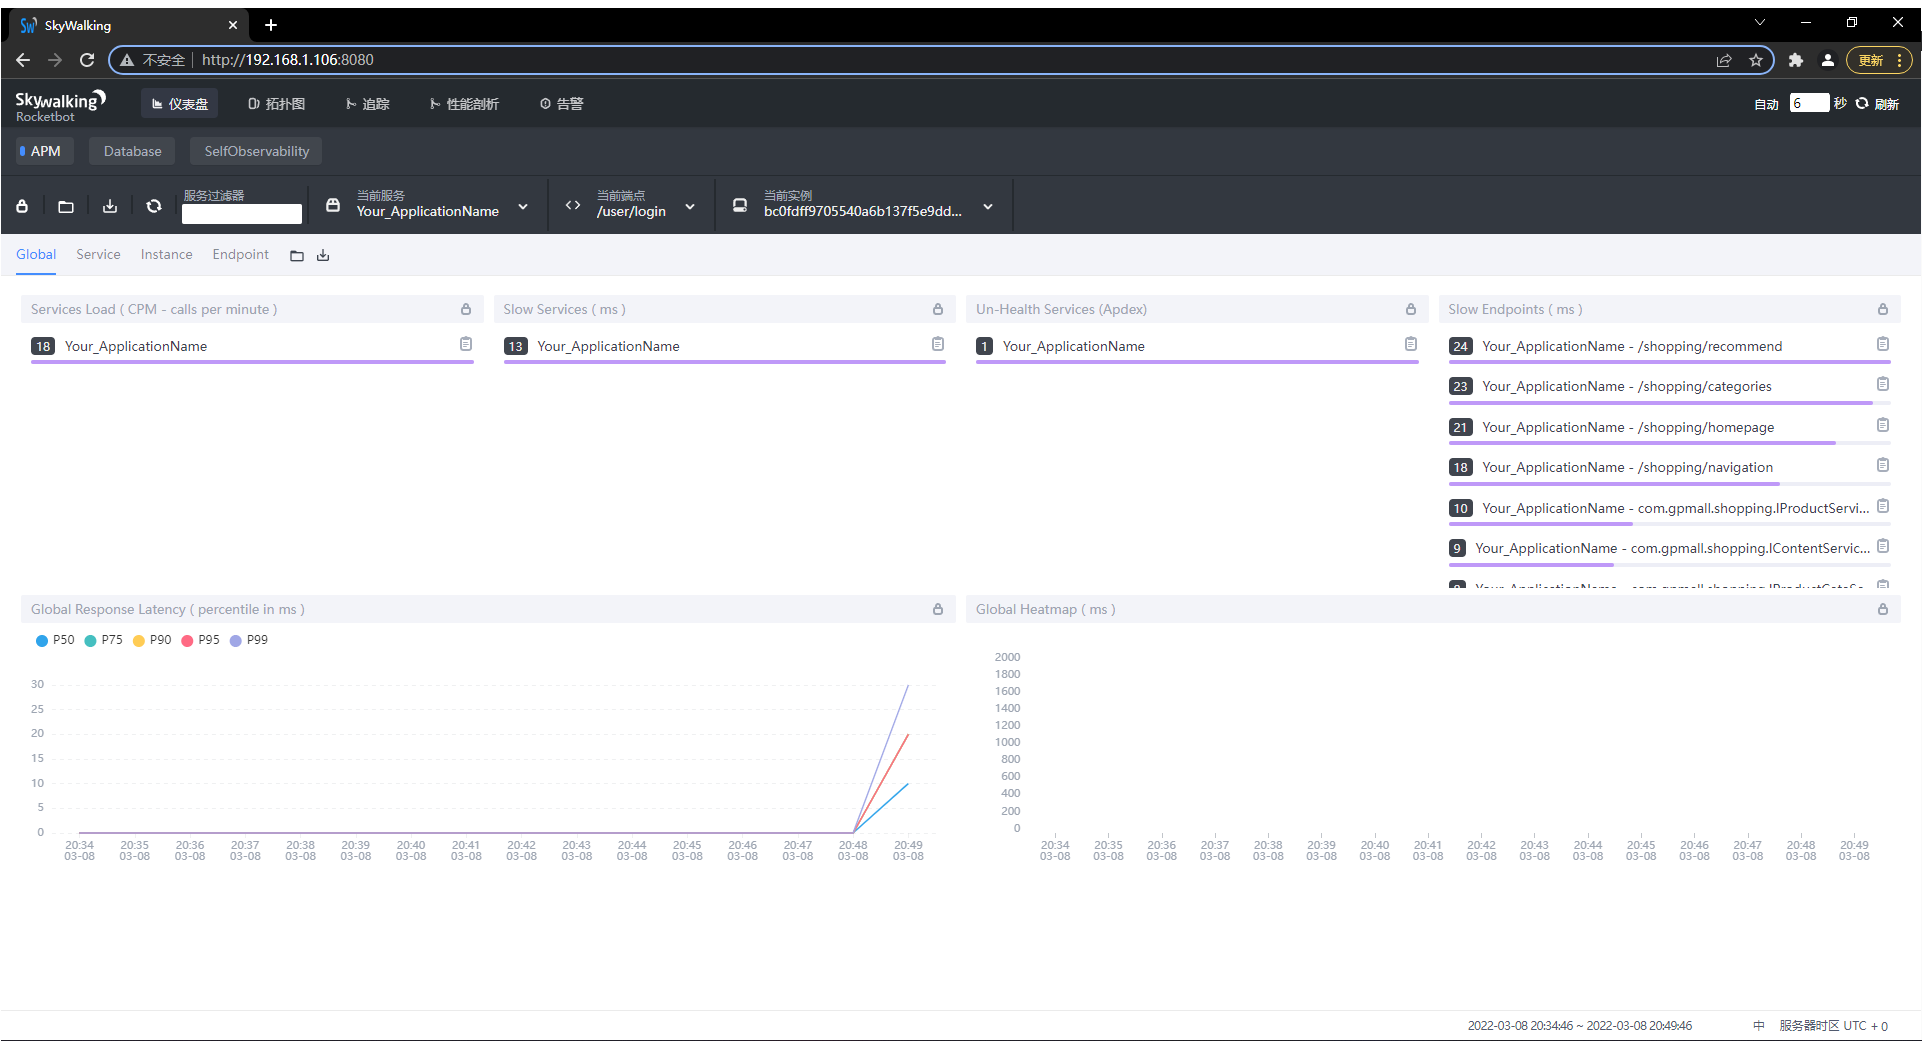 SkyWalking
不安全 http://192.168.1.106:8080
更新
Skywalking
Rocketbot
仪表盘 拓扑图 追踪 性能剖析 告警
自动 6 秒 刷新
APM Database SelfObservability
服务过滤器
当前服务
Your_ApplicationName
当前端点
/user/login
当前实例
bc0fdff9705540a6b137f5e9dd...
Global Service Instance Endpoint
Services Load ( CPM - calls per minute )
18 Your_ApplicationName
Slow Services ( ms )
13 Your_ApplicationName
Un-Health Services (Apdex)
1 Your_ApplicationName
Slow Endpoints ( ms )
24 Your_ApplicationName - /shopping/recommend
23 Your_ApplicationName - /shopping/categories
21 Your_ApplicationName - /shopping/homepage
18 Your_ApplicationName - /shopping/navigation
10 Your_ApplicationName - com.gpmall.shopping.IProductServi...
9 Your_ApplicationName - com.gpmall.shopping.IContentServic...
Global Response Latency ( percentile in ms )
P50 P75 P90 P95 P99
30
25
20
15
10
5
0
20:34 20:35 20:36 20:37 20:38 20:39 20:40 20:41 20:42 20:43 20:44 20:45 20:46 20:47 20:48 20:49
03-08 03-08 03-08 03-08 03-08 03-08 03-08 03-08 03-08 03-08 03-08 03-08 03-08 03-08 03-08 03-08
Global Heatmap ( ms )
2000
1800
1600
1400
1200
1000
800
600
400
200
0
20:34 20:35 20:36 20:37 20:38 20:39 20:40 20:41 20:42 20:43 20:44 20:45 20:46 20:47 20:48 20:49
03-08 03-08 03-08 03-08 03-08 03-08 03-08 03-08 03-08 03-08 03-08 03-08 03-08 03-08 03-08 03-08
2022-03-08 20:34:46 ~ 2022-03-08 20:49:46 中 服务器时区 UTC + 0